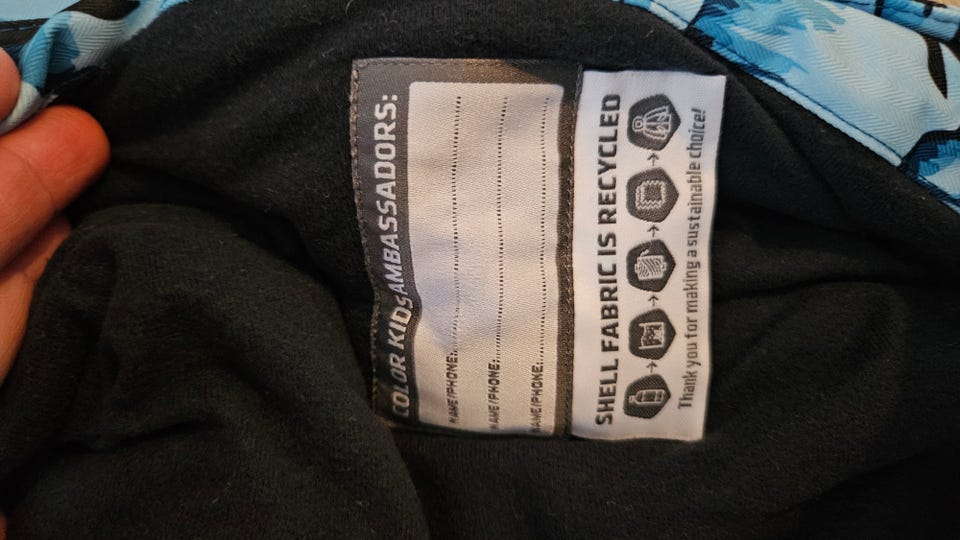 COLOR KIDS AMBASSADORS:
NAME/PHONE:
NAME/PHONE:
NAME/PHONE:
SHELL FABRIC IS RECYCLED
Thank you for making a sustainable choice!